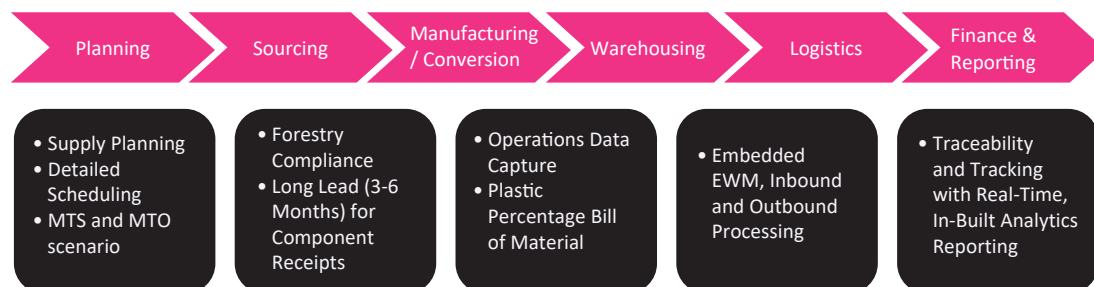 Planning
Sourcing
Manufacturing
/ Conversion
Warehousing
Logistics
Finance &
Reporting
• Supply Planning
• Detailed
Scheduling
• MTS and MTO
scenario
• Forestry
Compliance
• Long Lead (3-6
Months) for
Component
Receipts
• Operations Data
Capture
• Plastic
Percentage Bill
of Material
• Embedded
EWM, Inbound
and Outbound
Processing
• Traceability
and Tracking
with Real-Time,
In-Built Analytics
Reporting